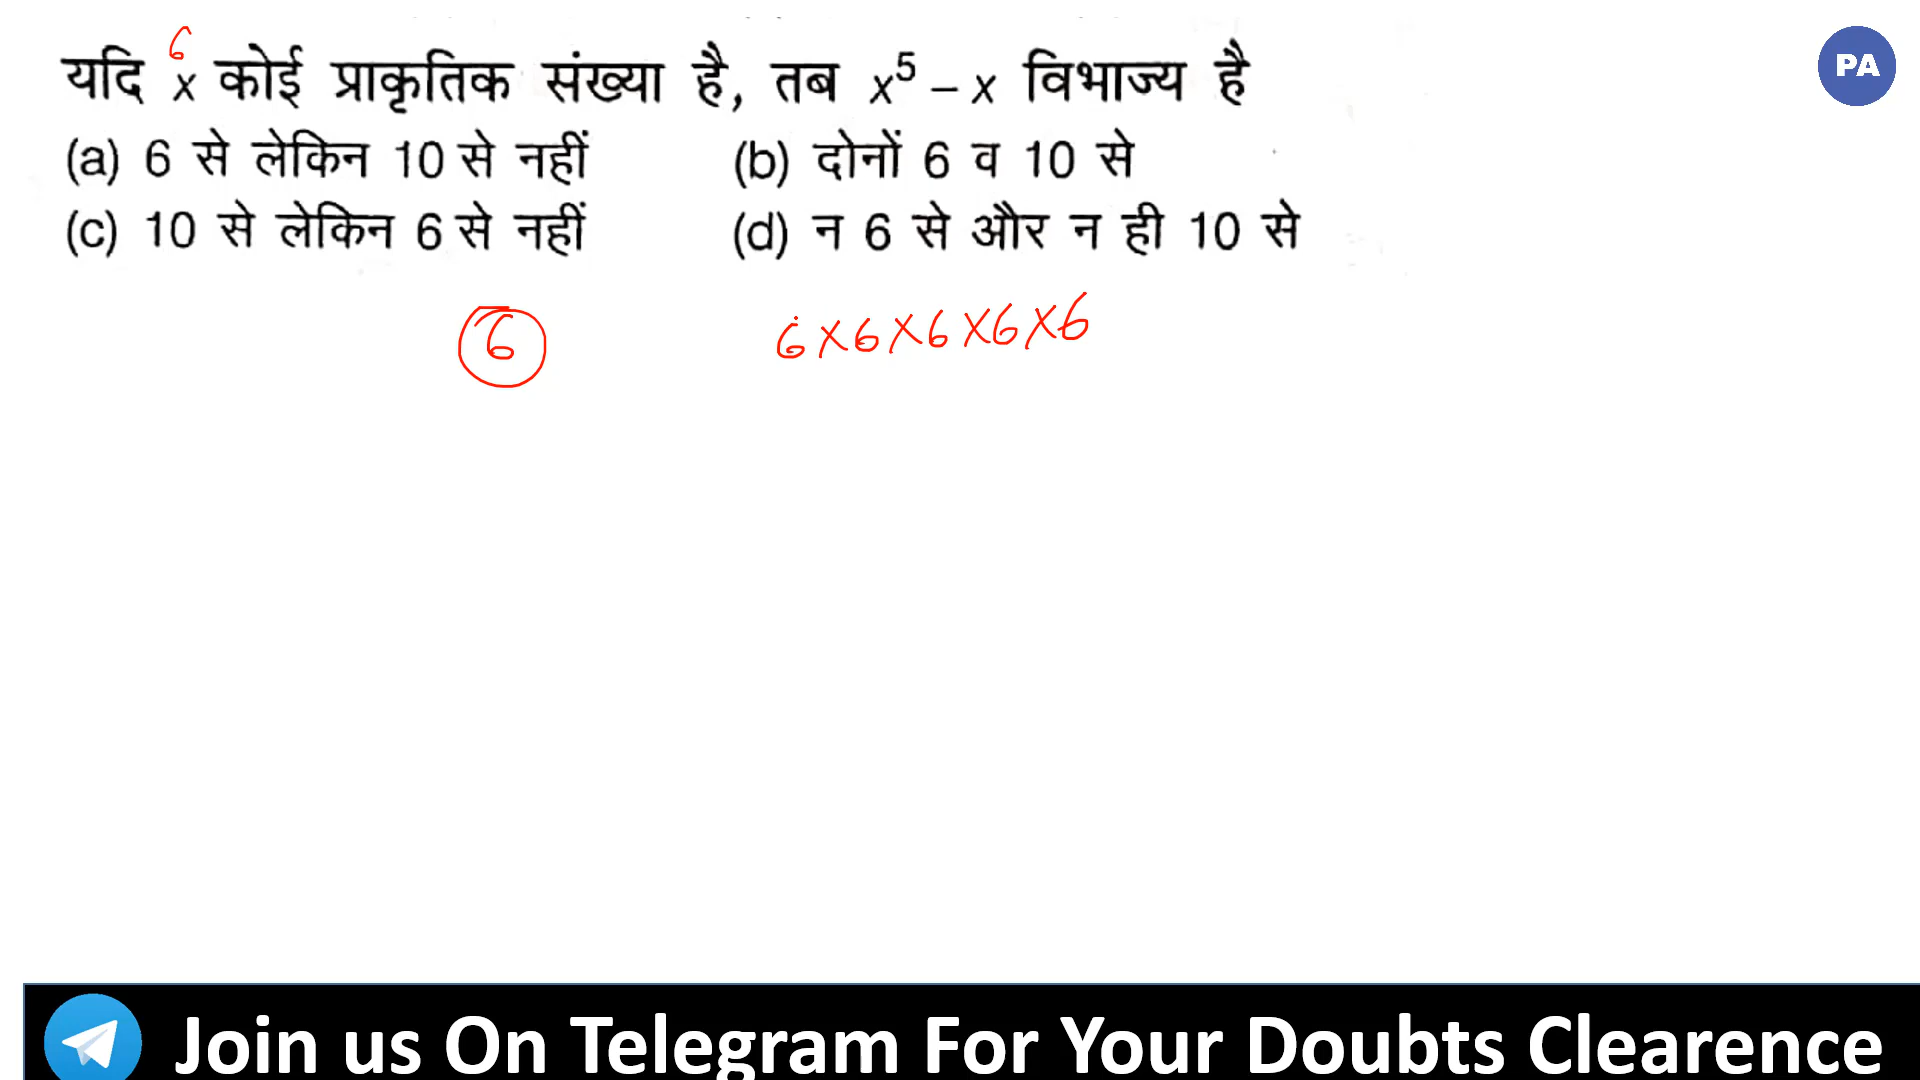 6
यदि x कोई प्राकृतिक संख्या है, तब x⁵ – x विभाज्य है
PA
(a) 6 से लेकिन 10 से नहीं (b) दोनों 6 व 10 से
(c) 10 से लेकिन 6 से नहीं (d) न 6 से और न ही 10 से
6 6×6×6×6×6
Join us On Telegram For Your Doubts Clearence